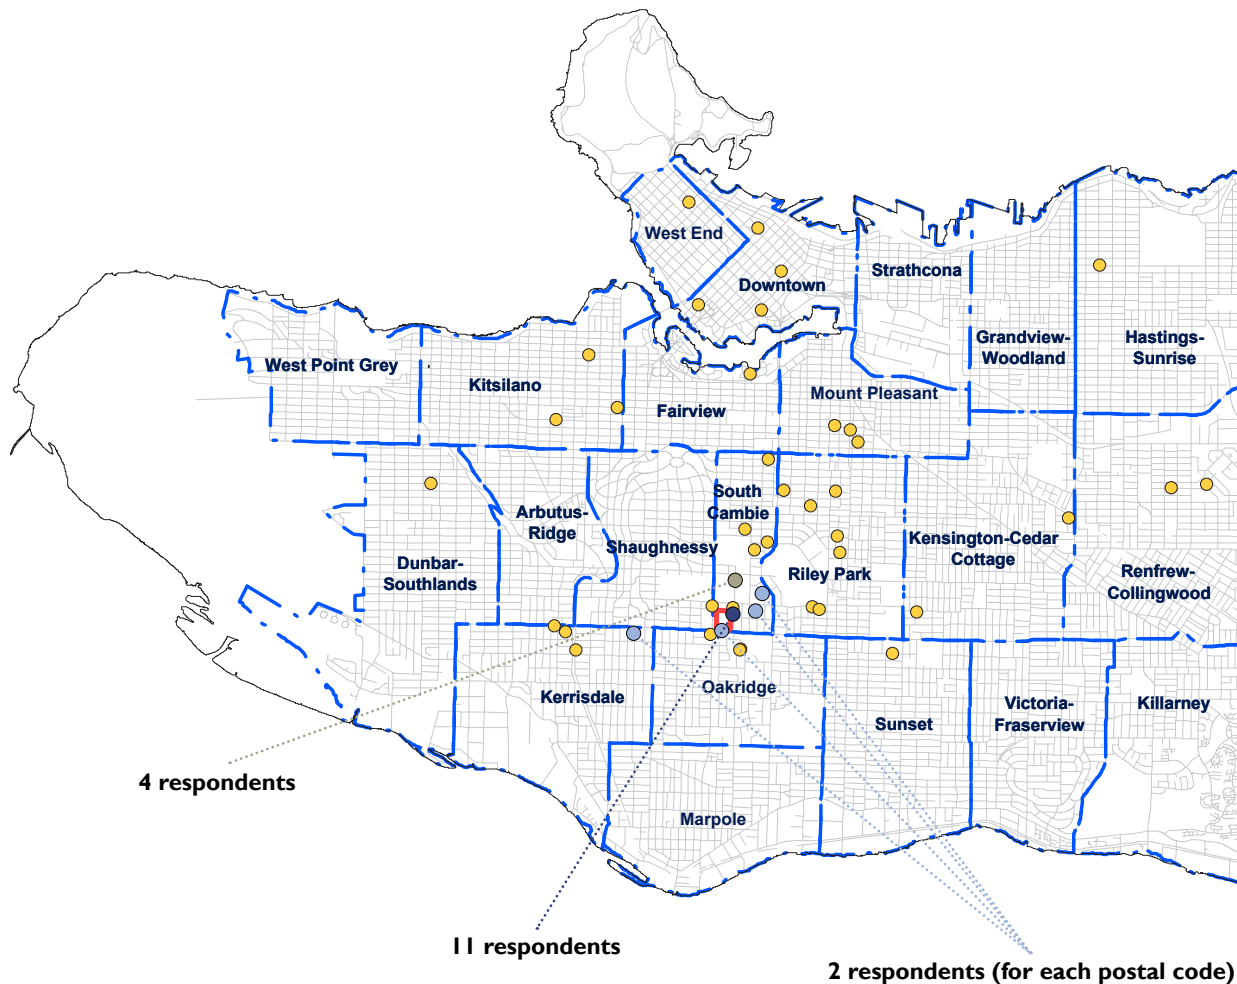 West End
Strathcona
Downtown
Grandview-
Woodland
Hastings-
Sunrise
West Point Grey
Kitsilano
Mount Pleasant
Fairview
South
Cambie
Arbutus-
Ridge
Shaughnessy
Kensington-Cedar
Cottage
Dunbar-
Southlands
Riley Park
Renfrew-
Collingwood
Kerrisdale
Oakridge
Sunset
Victoria-
Fraserview
Killarney
4 respondents
Marpole
11 respondents
2 respondents (for each postal code)